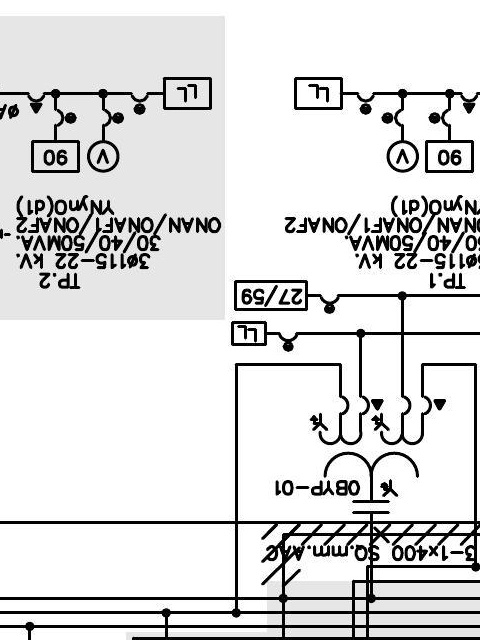 3-1x400 SQ.mm.AAC
0BYP-01
LL
27/59
TP.1
3ø115-22 kV.
30/40/50MVA.
ONAN/ONAF1/ONAF2
YNyn0(d1)
90
V
LL
TP.2
3ø115-22 kV.
30/40/50MVA.
ONAN/ONAF1/ONAF2
YNyn0(d1)
LL
V
90